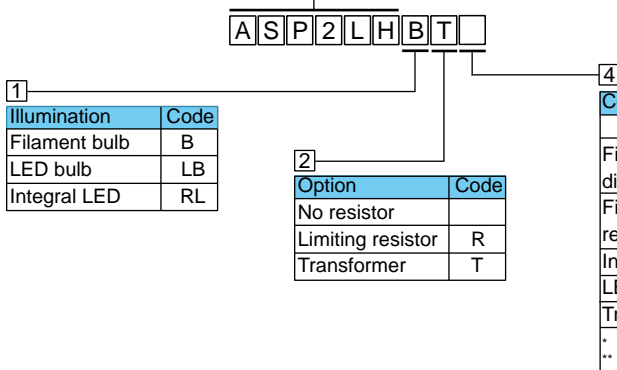 ASP2LHBT
1
Illumination Code
Filament bulb B
LED bulb LB
Integral LED RL
2
Option Code
No resistor
Limiting resistor R
Transformer T
4
*
**